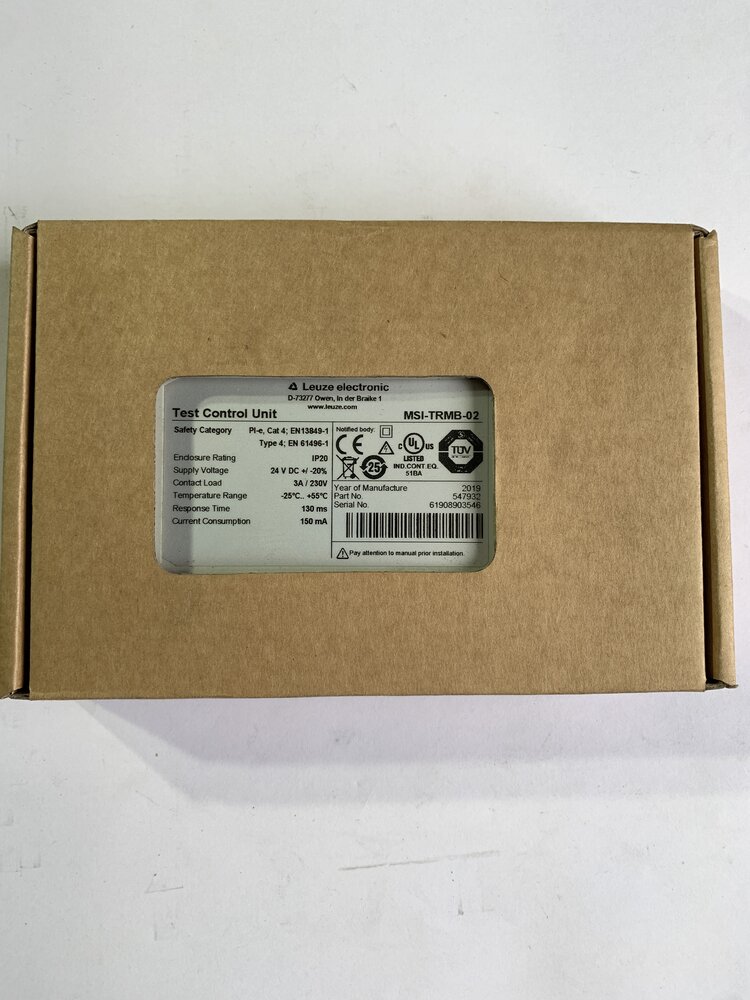 Leuze electronic
D-73277 Owen, In der Braike 1
www.leuze.com
Test Control Unit MSI-TRMB-02
Safety Category Pl-e, Cat 4; EN13849-1
Type 4; EN 61496-1
Enclosure Rating IP20
Supply Voltage 24 V DC +/ -20%
Contact Load 3A / 230V
Temperature Range -25°C.. +55°C
Response Time 130 ms
Current Consumption 150 mA
Notified body:
CE
C UL US
LISTED
IND.CONT.EQ.
51BA
25
TÜV
Year of Manufacture 2019
Part No. 547932
Serial No. 61908903546
Pay attention to manual prior installation.